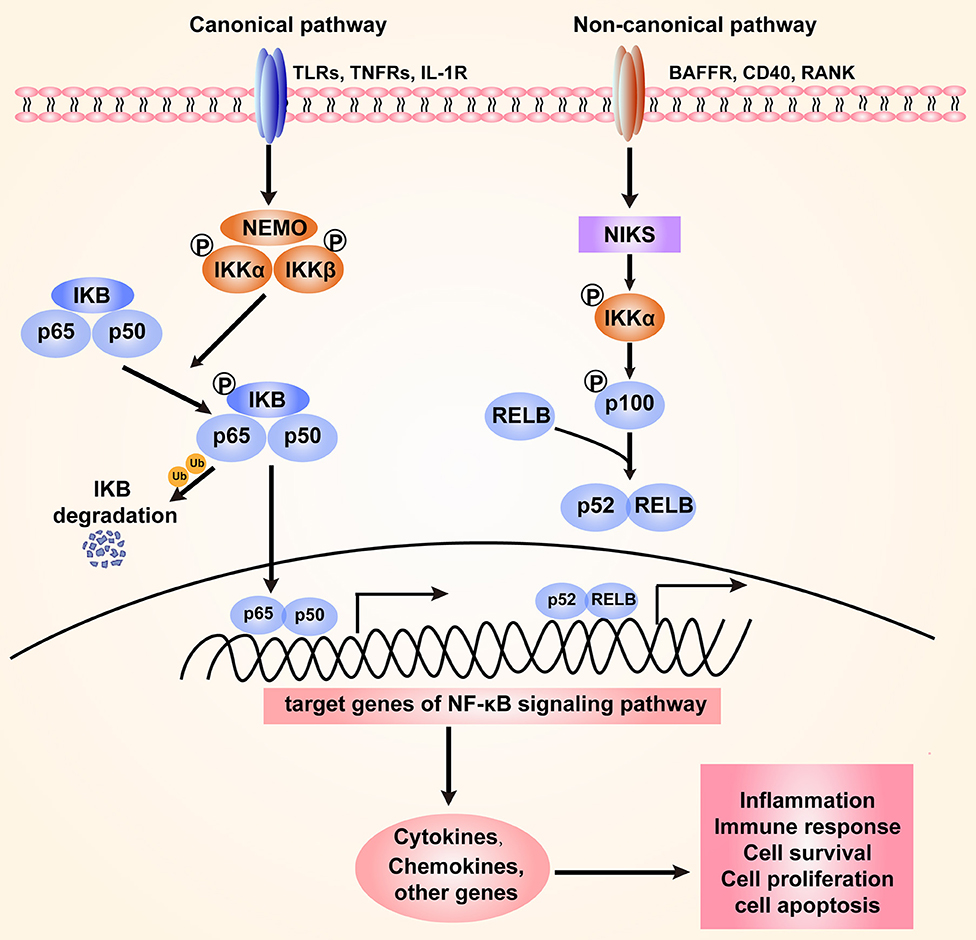 Canonical pathway
Non-canonical pathway
TLRs, TNFRs, IL-1R
BAFFR, CD40, RANK
NEMO
P
P
IKKα
IKKβ
IKB
p65
p50
P
IKB
p65
p50
Ub
Ub
IKB
degradation
NIKS
P
IKKα
P
p100
RELB
p52
RELB
p65
p50
p52
RELB
target genes of NF-κB signaling pathway
Cytokines,
Chemokines,
other genes
Inflammation
Immune response
Cell survival
Cell proliferation
cell apoptosis